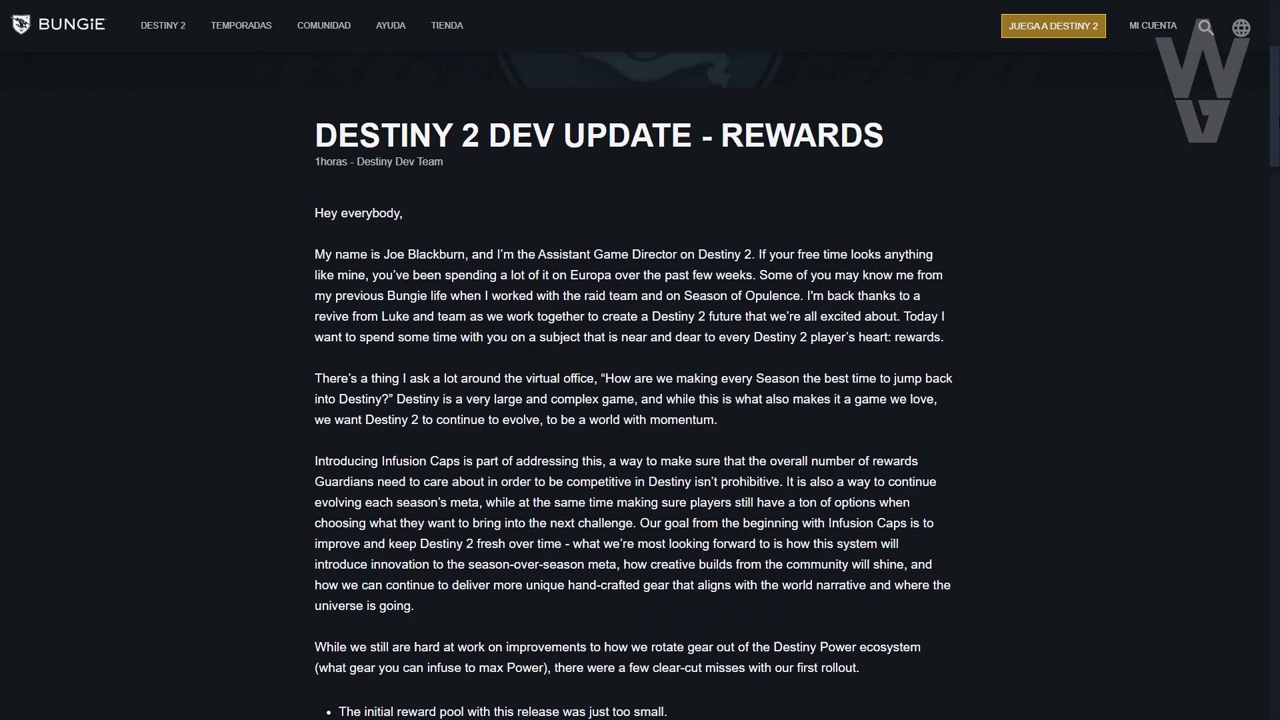 BUNGiE
DESTINY 2
TEMPORADAS
COMUNIDAD
AYUDA
TIENDA
JUEGA A DESTINY 2
MI CUENTA
WG
DESTINY 2 DEV UPDATE - REWARDS
1horas - Destiny Dev Team
Hey everybody,
My name is Joe Blackburn, and I'm the Assistant Game Director on Destiny 2. If your free time looks anything
like mine, you've been spending a lot of it on Europa over the past few weeks. Some of you may know me from
my previous Bungie life when I worked with the raid team and on Season of Opulence. I'm back thanks to a
revive from Luke and team as we work together to create a Destiny 2 future that we're all excited about. Today I
want to spend some time with you on a subject that is near and dear to every Destiny 2 player's heart: rewards.
There's a thing I ask a lot around the virtual office, “How are we making every Season the best time to jump back
into Destiny?” Destiny is a very large and complex game, and while this is what also makes it a game we love,
we want Destiny 2 to continue to evolve, to be a world with momentum.
Introducing Infusion Caps is part of addressing this, a way to make sure that the overall number of rewards
Guardians need to care about in order to be competitive in Destiny isn't prohibitive. It is also a way to continue
evolving each season's meta, while at the same time making sure players still have a ton of options when
choosing what they want to bring into the next challenge. Our goal from the beginning with Infusion Caps is to
improve and keep Destiny 2 fresh over time - what we're most looking forward to is how this system will
introduce innovation to the season-over-season meta, how creative builds from the community will shine, and
how we can continue to deliver more unique hand-crafted gear that aligns with the world narrative and where the
universe is going.
While we still are hard at work on improvements to how we rotate gear out of the Destiny Power ecosystem
(what gear you can infuse to max Power), there were a few clear-cut misses with our first rollout.
• The initial reward pool with this release was just too small.